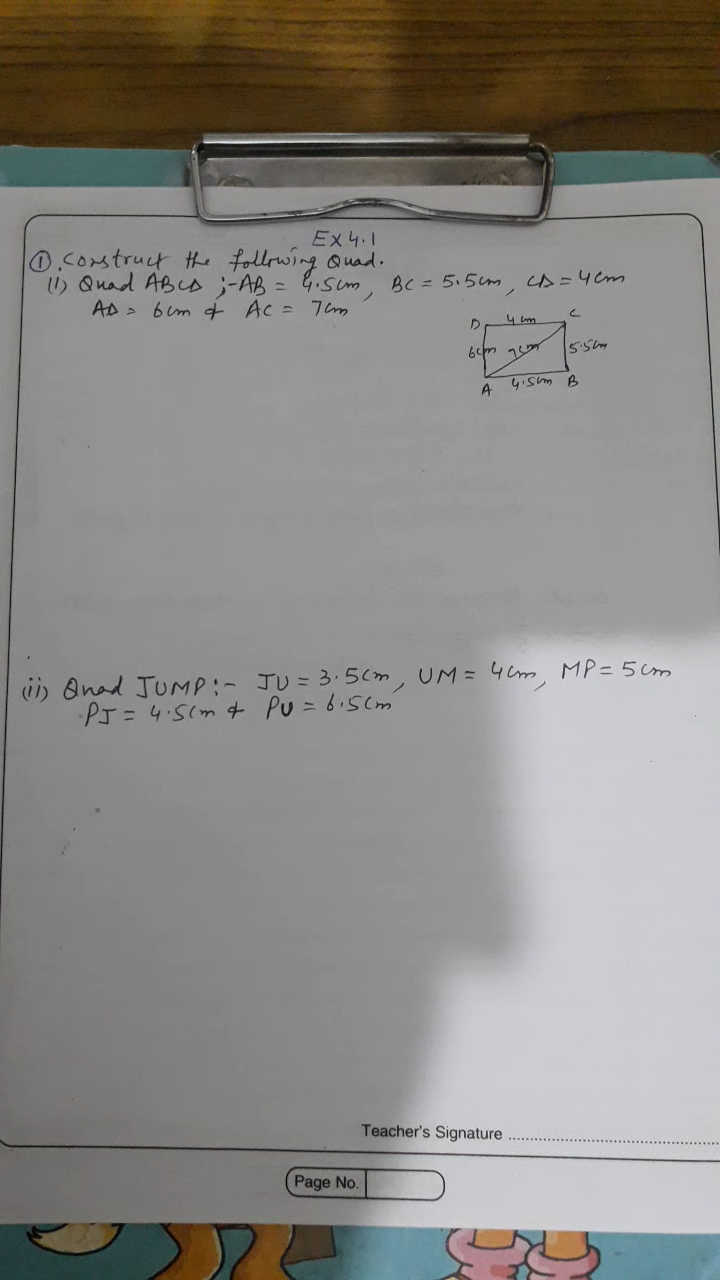 Ex 4.1
① Construct the following Quad.
(i) Quad ABCD ;- AB = 4.5cm, BC = 5.5cm, CD = 4cm
AD = 6cm & AC = 7cm
D 4cm C
6cm 7cm 5.5cm
A 4.5cm B
(ii) Quad JUMP :- JU = 3.5cm, UM = 4cm, MP = 5cm
PJ = 4.5cm & PU = 6.5cm
Teacher's Signature
Page No.